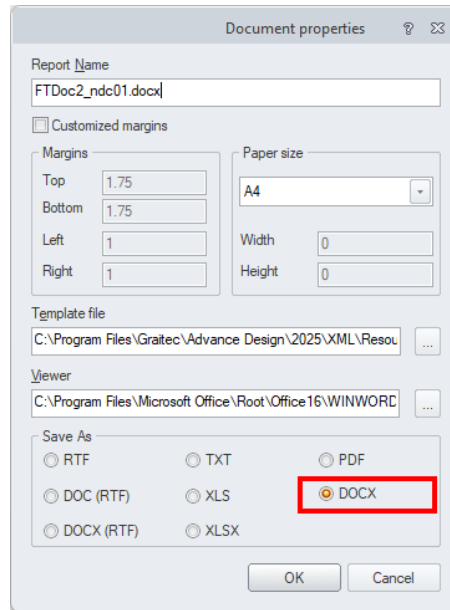 Document properties
Report Name
FTDoc2_ndc01.docx
Customized margins
Margins
Paper size
Top 1.75
A4
Bottom 1.75
Left 1
Width 0
Right 1
Height 0
Template file
C:\Program Files\Graitec\Advance Design\2025\XML\Resou ...
Viewer
C:\Program Files\Microsoft Office\Root\Office16\WINWORD ...
Save As
RTF TXT PDF
DOC (RTF) XLS DOCX
DOCX (RTF) XLSX
OK Cancel